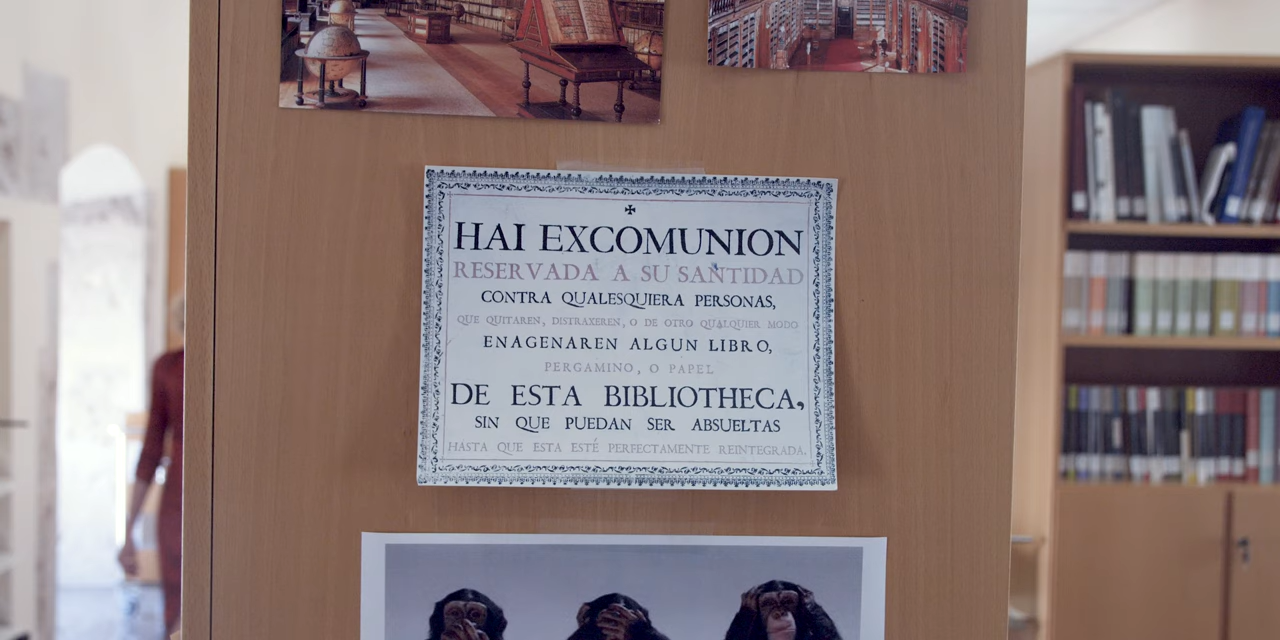 HAI EXCOMUNION
RESERVADA A SU SANTIDAD
CONTRA QUALESQUIERA PERSONAS,
QUE QUITAREN, DISTRAXEREN, O DE OTRO QUALQUIER MODO
ENAGENAREN ALGUN LIBRO,
PERGAMINO, O PAPEL
DE ESTA BIBLIOTHECA,
SIN QUE PUEDAN SER ABSUELTAS
HASTA QUE ESTA ESTÉ PERFECTAMENTE REINTEGRADA.